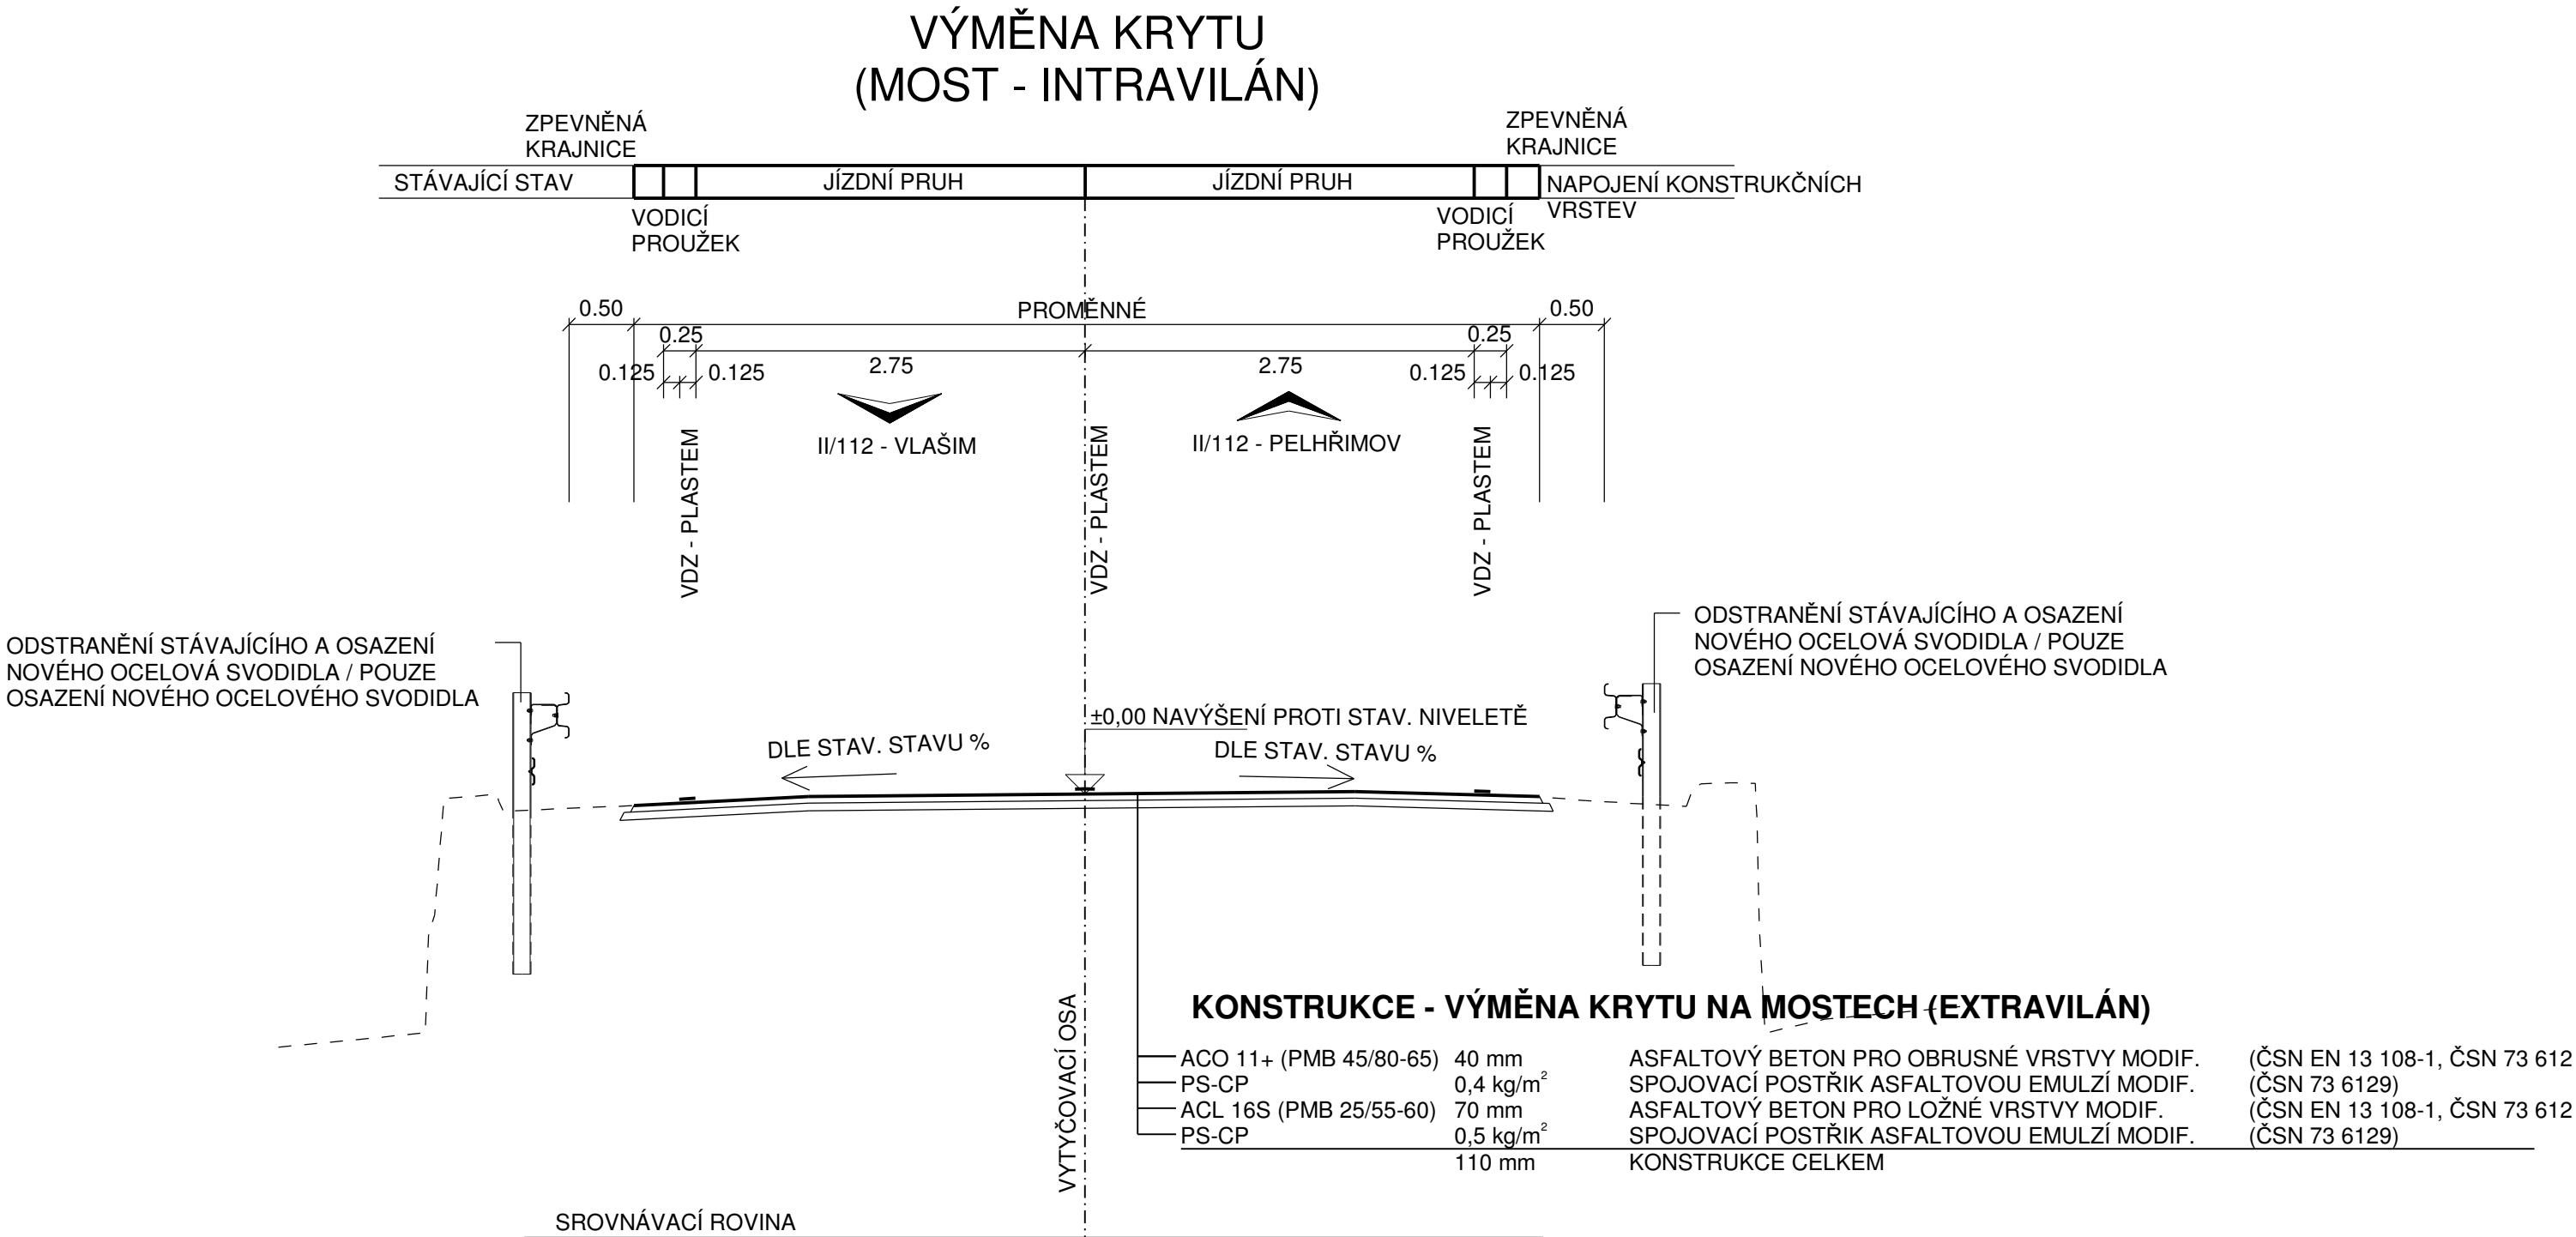 VÝMĚNA KRYTU
(MOST - INTRAVILÁN)
ZPEVNĚNÁ
KRAJNICE
ZPEVNĚNÁ
KRAJNICE
STÁVAJÍCÍ STAV
JÍZDNÍ PRUH
JÍZDNÍ PRUH
NAPOJENÍ KONSTRUKČNÍCH
VRSTEV
VODICÍ
PROUŽEK
VODICÍ
PROUŽEK
0.50
PROMĚNNÉ
0.50
0.25
0.25
0.125
0.125
2.75
2.75
0.125
0.125
II/112 - VLAŠIM
II/112 - PELHŘIMOV
VDZ - PLASTEM
VDZ - PLASTEM
VDZ - PLASTEM
ODSTRANĚNÍ STÁVAJÍCÍHO A OSAZENÍ
NOVÉHO OCELOVÁ SVODIDLA / POUZE
OSAZENÍ NOVÉHO OCELOVÉHO SVODIDLA
ODSTRANĚNÍ STÁVAJÍCÍHO A OSAZENÍ
NOVÉHO OCELOVÁ SVODIDLA / POUZE
OSAZENÍ NOVÉHO OCELOVÉHO SVODIDLA
±0,00 NAVÝŠENÍ PROTI STAV. NIVELETĚ
DLE STAV. STAVU %
DLE STAV. STAVU %
VYTYČOVACÍ OSA
KONSTRUKCE - VÝMĚNA KRYTU NA MOSTECH (EXTRAVILÁN)
ACO 11+ (PMB 45/80-65) 40 mm ASFALTOVÝ BETON PRO OBRUSNÉ VRSTVY MODIF. (ČSN EN 13 108-1, ČSN 73 612
PS-CP 0,4 kg/m² SPOJOVACÍ POSTŘIK ASFALTOVOU EMULZÍ MODIF. (ČSN 73 6129)
ACL 16S (PMB 25/55-60) 70 mm ASFALTOVÝ BETON PRO LOŽNÉ VRSTVY MODIF. (ČSN EN 13 108-1, ČSN 73 612
PS-CP 0,5 kg/m² SPOJOVACÍ POSTŘIK ASFALTOVOU EMULZÍ MODIF. (ČSN 73 6129)
110 mm KONSTRUKCE CELKEM
SROVNÁVACÍ ROVINA